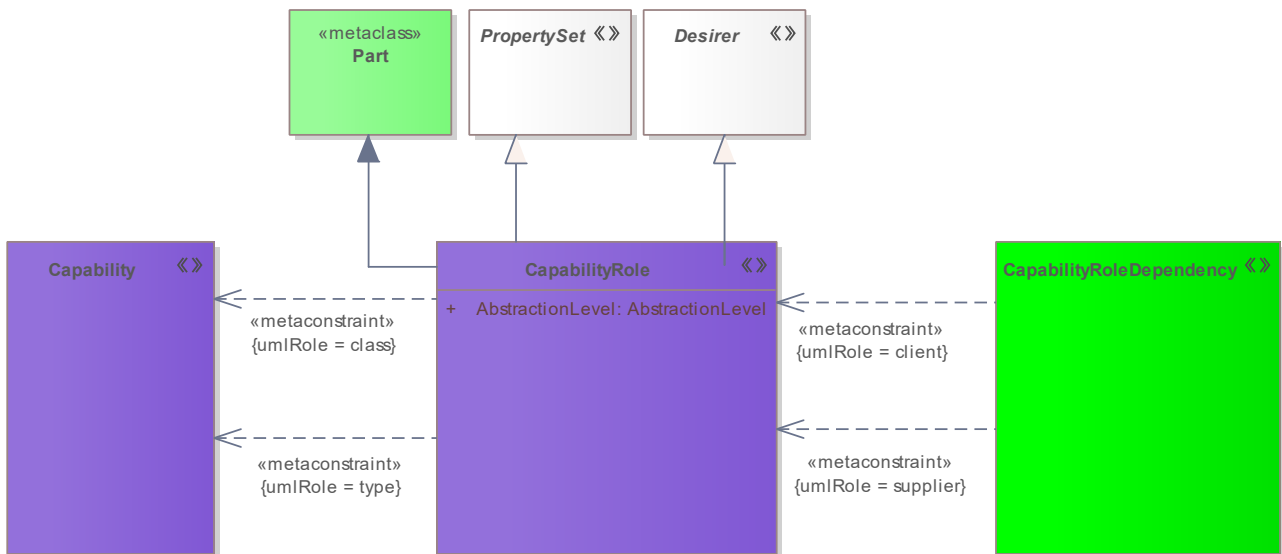 «metaclass»
Part
PropertySet «»
Desirer «»
Capability «»
CapabilityRole «»
+ AbstractionLevel: AbstractionLevel
CapabilityRoleDependency «»
«metaconstraint»
{umlRole = class}
«metaconstraint»
{umlRole = client}
«metaconstraint»
{umlRole = type}
«metaconstraint»
{umlRole = supplier}